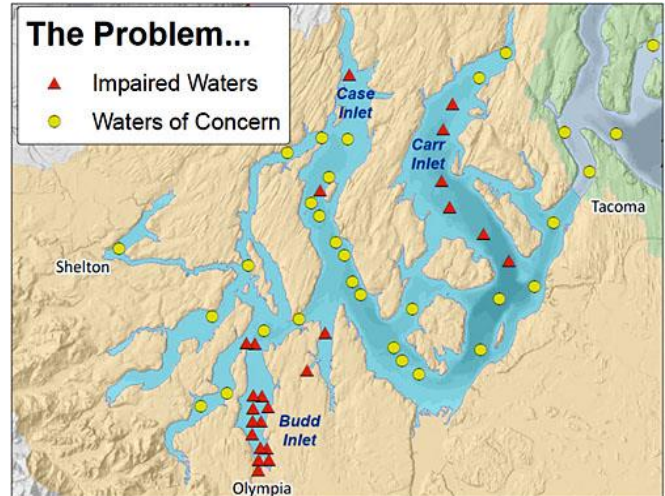 The Problem...
Impaired Waters
Waters of Concern
Case
Inlet
Carr
Inlet
Tacoma
Shelton
Budd
Inlet
Olympia